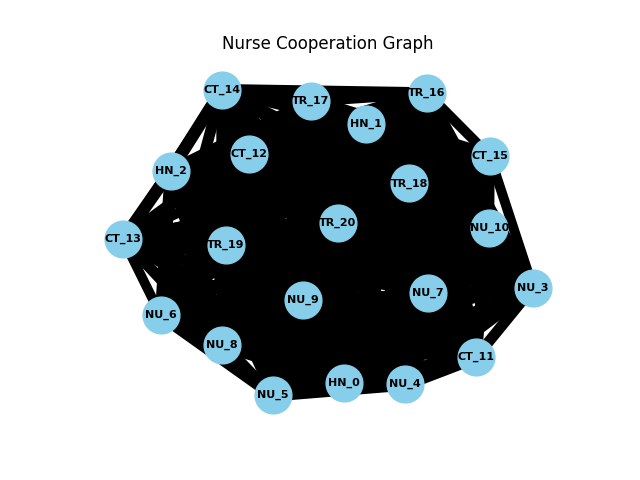 Nurse Cooperation Graph
CT_14
TR_16
TR_17
HN_1
CT_12
CT_15
HN_2
TR_18
TR_20
NU_10
CT_13
TR_19
NU_3
NU_7
NU_9
NU_6
NU_8
CT_11
HN_0
NU_4
NU_5